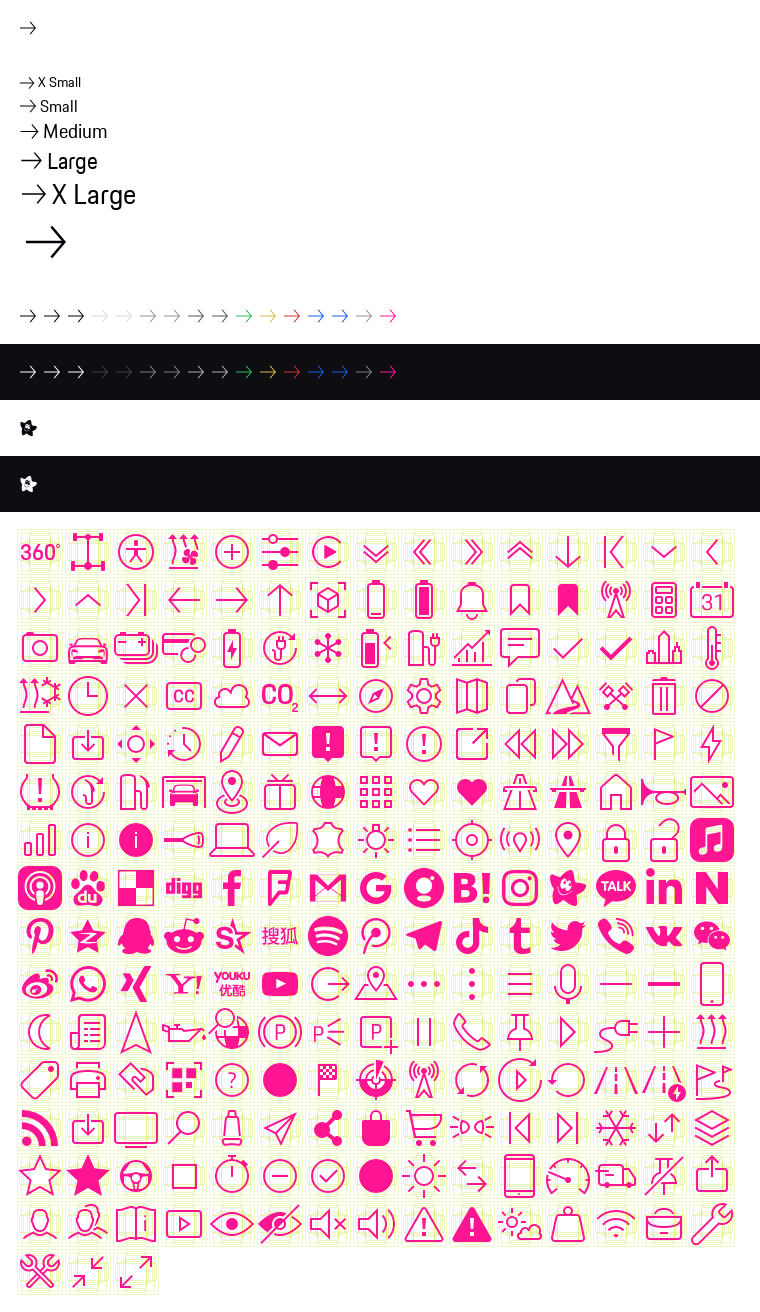 X Small
Small
Medium
Large
X Large
360°
31
CC
CO2
i
i
du
digg
B!
TALK
in
N
搜狐
Y!
YOUKU
优酷
P
P
P
?
i